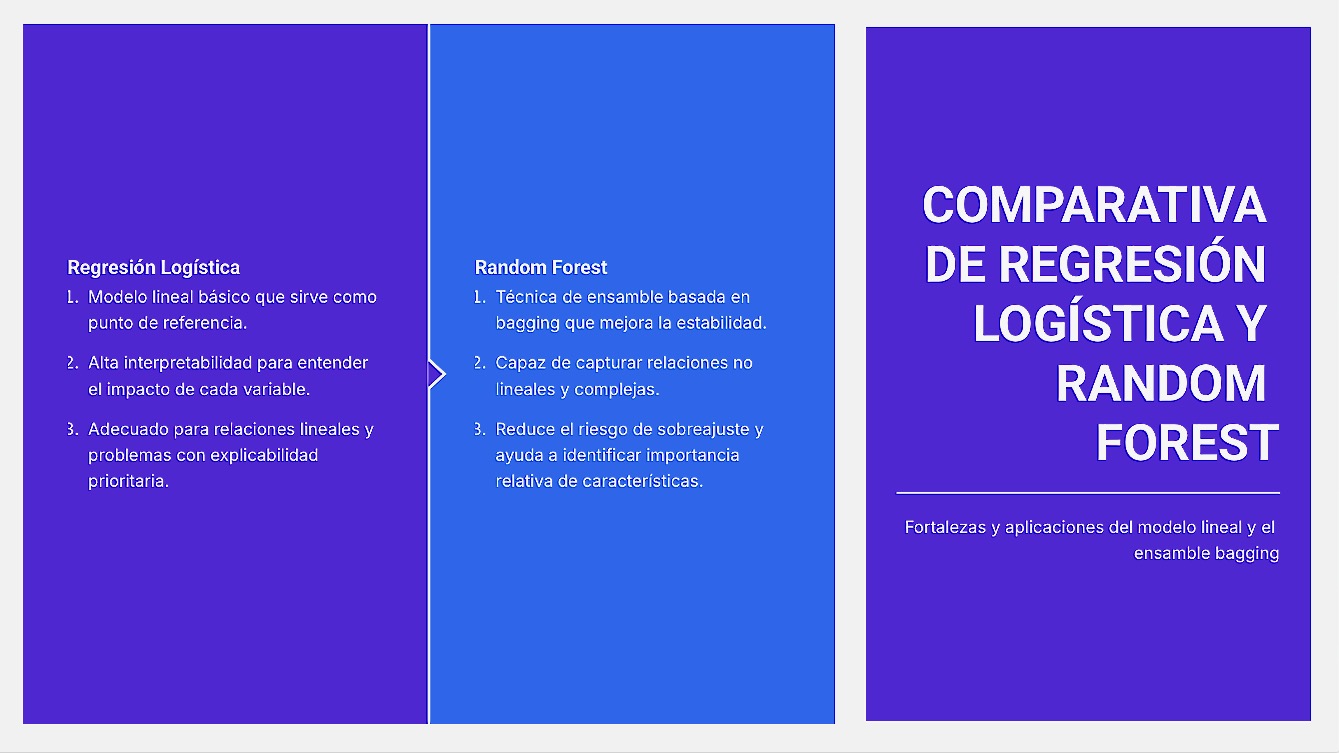 Regresión Logística
1. Modelo lineal básico que sirve como
punto de referencia.
2. Alta interpretabilidad para entender
el impacto de cada variable.
3. Adecuado para relaciones lineales y
problemas con explicabilidad
prioritaria.
Random Forest
1. Técnica de ensamble basada en
bagging que mejora la estabilidad.
2. Capaz de capturar relaciones no
lineales y complejas.
3. Reduce el riesgo de sobreajuste y
ayuda a identificar importancia
relativa de características.
COMPARATIVA
DE REGRESIÓN
LOGÍSTICA Y
RANDOM
FOREST
Fortalezas y aplicaciones del modelo lineal y el
ensamble bagging